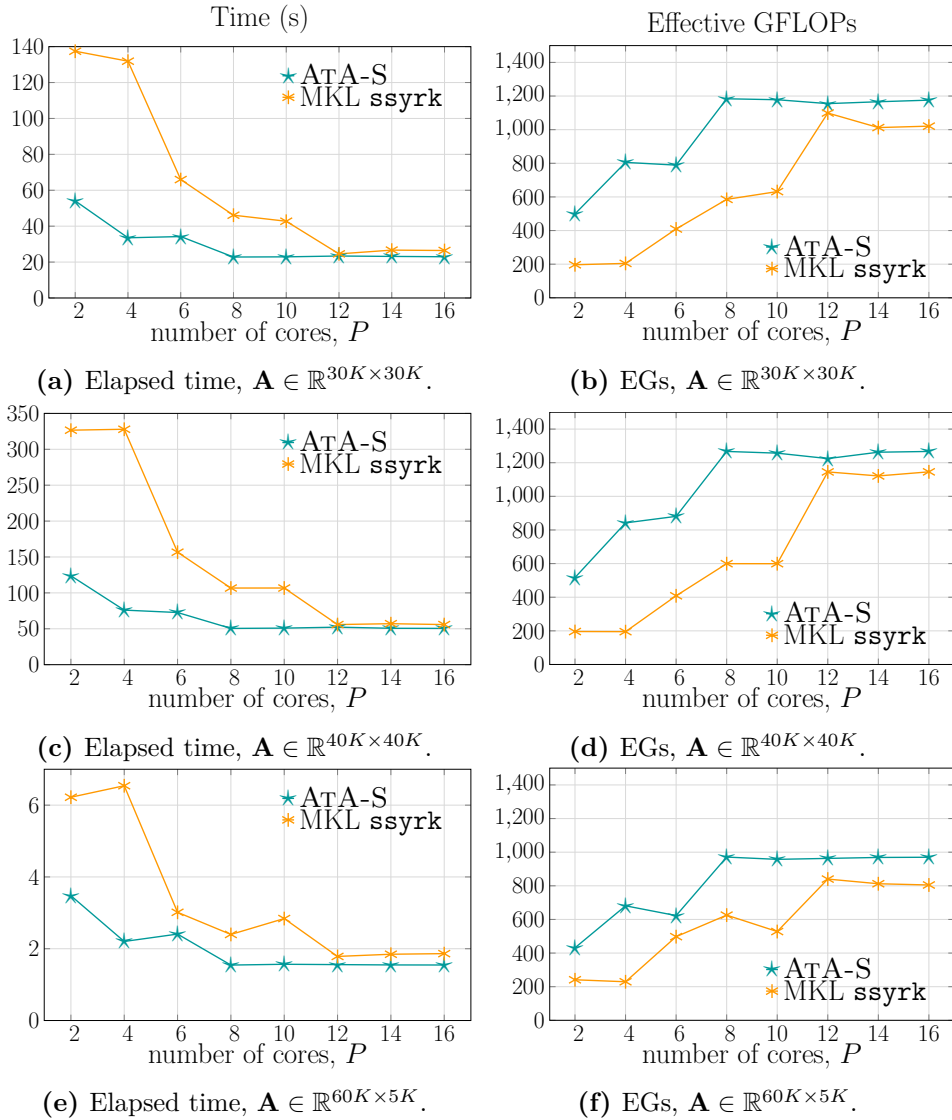 Time (s)
Effective GFLOPs
140
120
100
80
60
40
20
0
2 4 6 8 10 12 14 16
ATA-S
MKL ssyrk
number of cores, P
1,400
1,200
1,000
800
600
400
200
0
2 4 6 8 10 12 14 16
ATA-S
MKL ssyrk
number of cores, P
(a) Elapsed time, A ∈ ℝ^{30K×30K}.
(b) EGs, A ∈ ℝ^{30K×30K}.
350
300
250
200
150
100
50
0
2 4 6 8 10 12 14 16
ATA-S
MKL ssyrk
number of cores, P
1,400
1,200
1,000
800
600
400
200
0
2 4 6 8 10 12 14 16
ATA-S
MKL ssyrk
number of cores, P
(c) Elapsed time, A ∈ ℝ^{40K×40K}.
(d) EGs, A ∈ ℝ^{40K×40K}.
6
4
2
0
2 4 6 8 10 12 14 16
ATA-S
MKL ssyrk
number of cores, P
1,400
1,200
1,000
800
600
400
200
0
2 4 6 8 10 12 14 16
ATA-S
MKL ssyrk
number of cores, P
(e) Elapsed time, A ∈ ℝ^{60K×5K}.
(f) EGs, A ∈ ℝ^{60K×5K}.